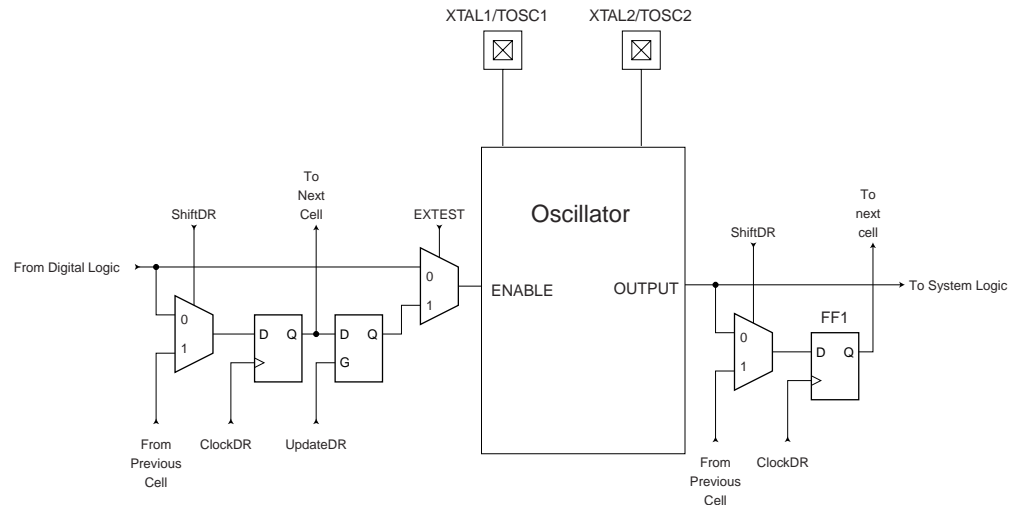 XTAL1/TOSC1
XTAL2/TOSC2
To
Next
Cell
ShiftDR
EXTEST
From Digital Logic
0
1
0
1
D Q
D Q
G
From
Previous
Cell
ClockDR
UpdateDR
Oscillator
ENABLE
OUTPUT
To
next
cell
ShiftDR
To System Logic
FF1
0
1
D Q
From
Previous
Cell
ClockDR